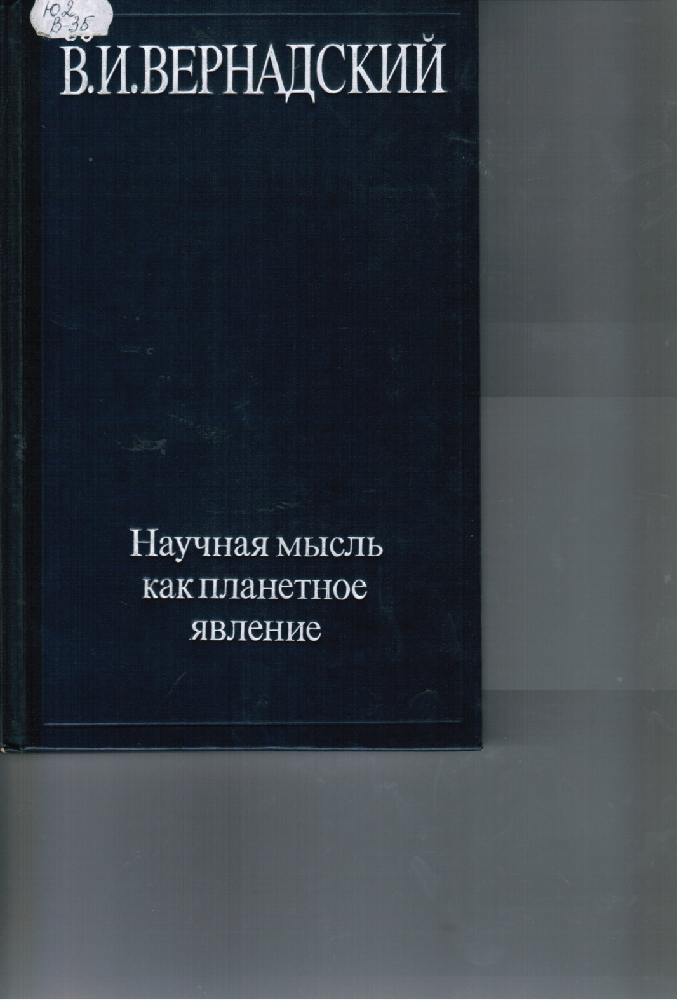 Ю2
В-35
В.И.ВЕРНАДСКИЙ
Научная мысль
как планетное
явление